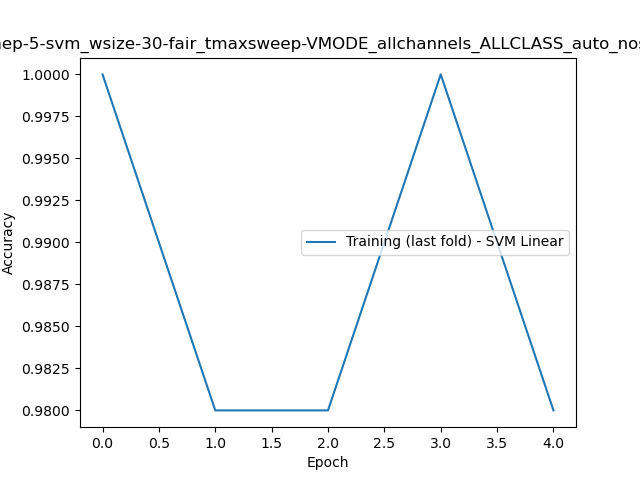 ep-5-svm_wsize-30-fair_tmaxsweep-VMODE_allchannels_ALLCLASS_auto_nos
1.0000
0.9975
0.9950
0.9925
0.9900
0.9875
0.9850
0.9825
0.9800
Accuracy
Training (last fold) - SVM Linear
0.0 0.5 1.0 1.5 2.0 2.5 3.0 3.5 4.0
Epoch